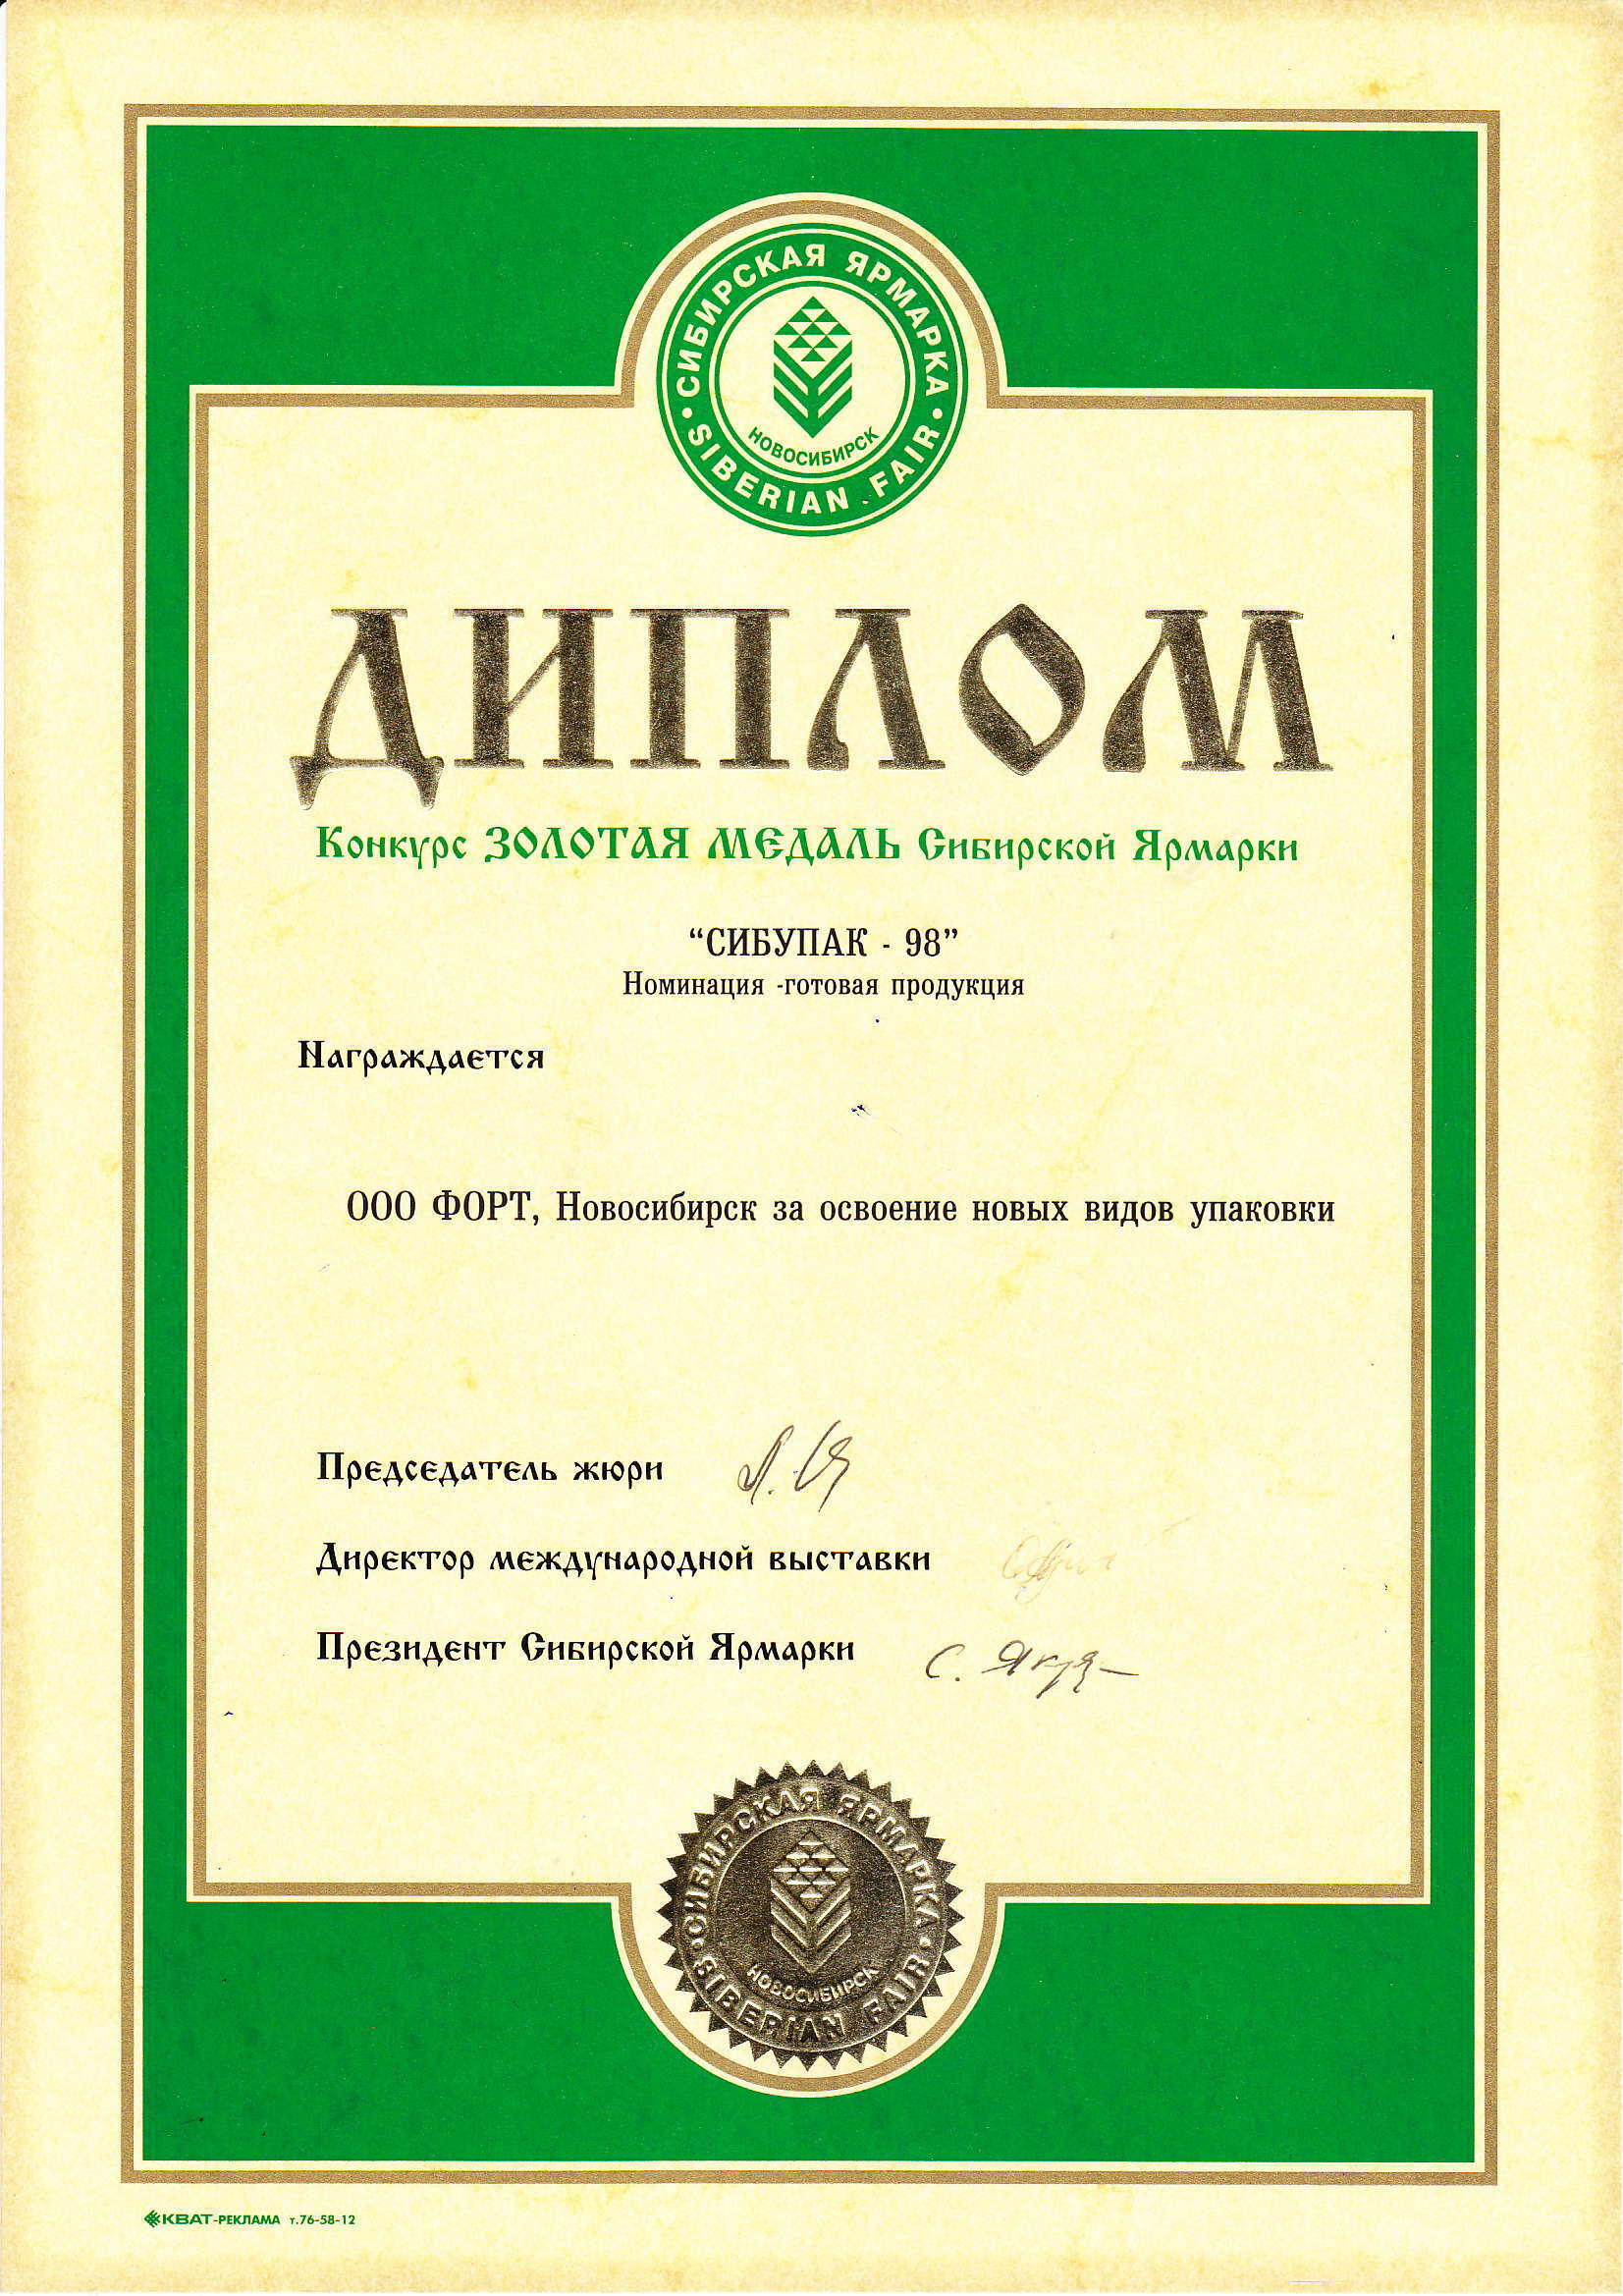 СИБИРСКАЯ ЯРМАРКА
НОВОСИБИРСК
SIBERIAN FAIR
ДИПЛОМ
Конкурс ЗОЛОТАЯ МЕДАЛЬ Сибирской Ярмарки
“СИБУПАК - 98”
Номинация -готовая продукция
Награждается
ООО ФОРТ, Новосибирск за освоение новых видов упаковки
Председатель жюри
Директор международной выставки
Президент Сибирской Ярмарки
СИБИРСКАЯ ЯРМАРКА
НОВОСИБИРСК
SIBERIAN FAIR
КВАТ-РЕКЛАМА т.76-58-12